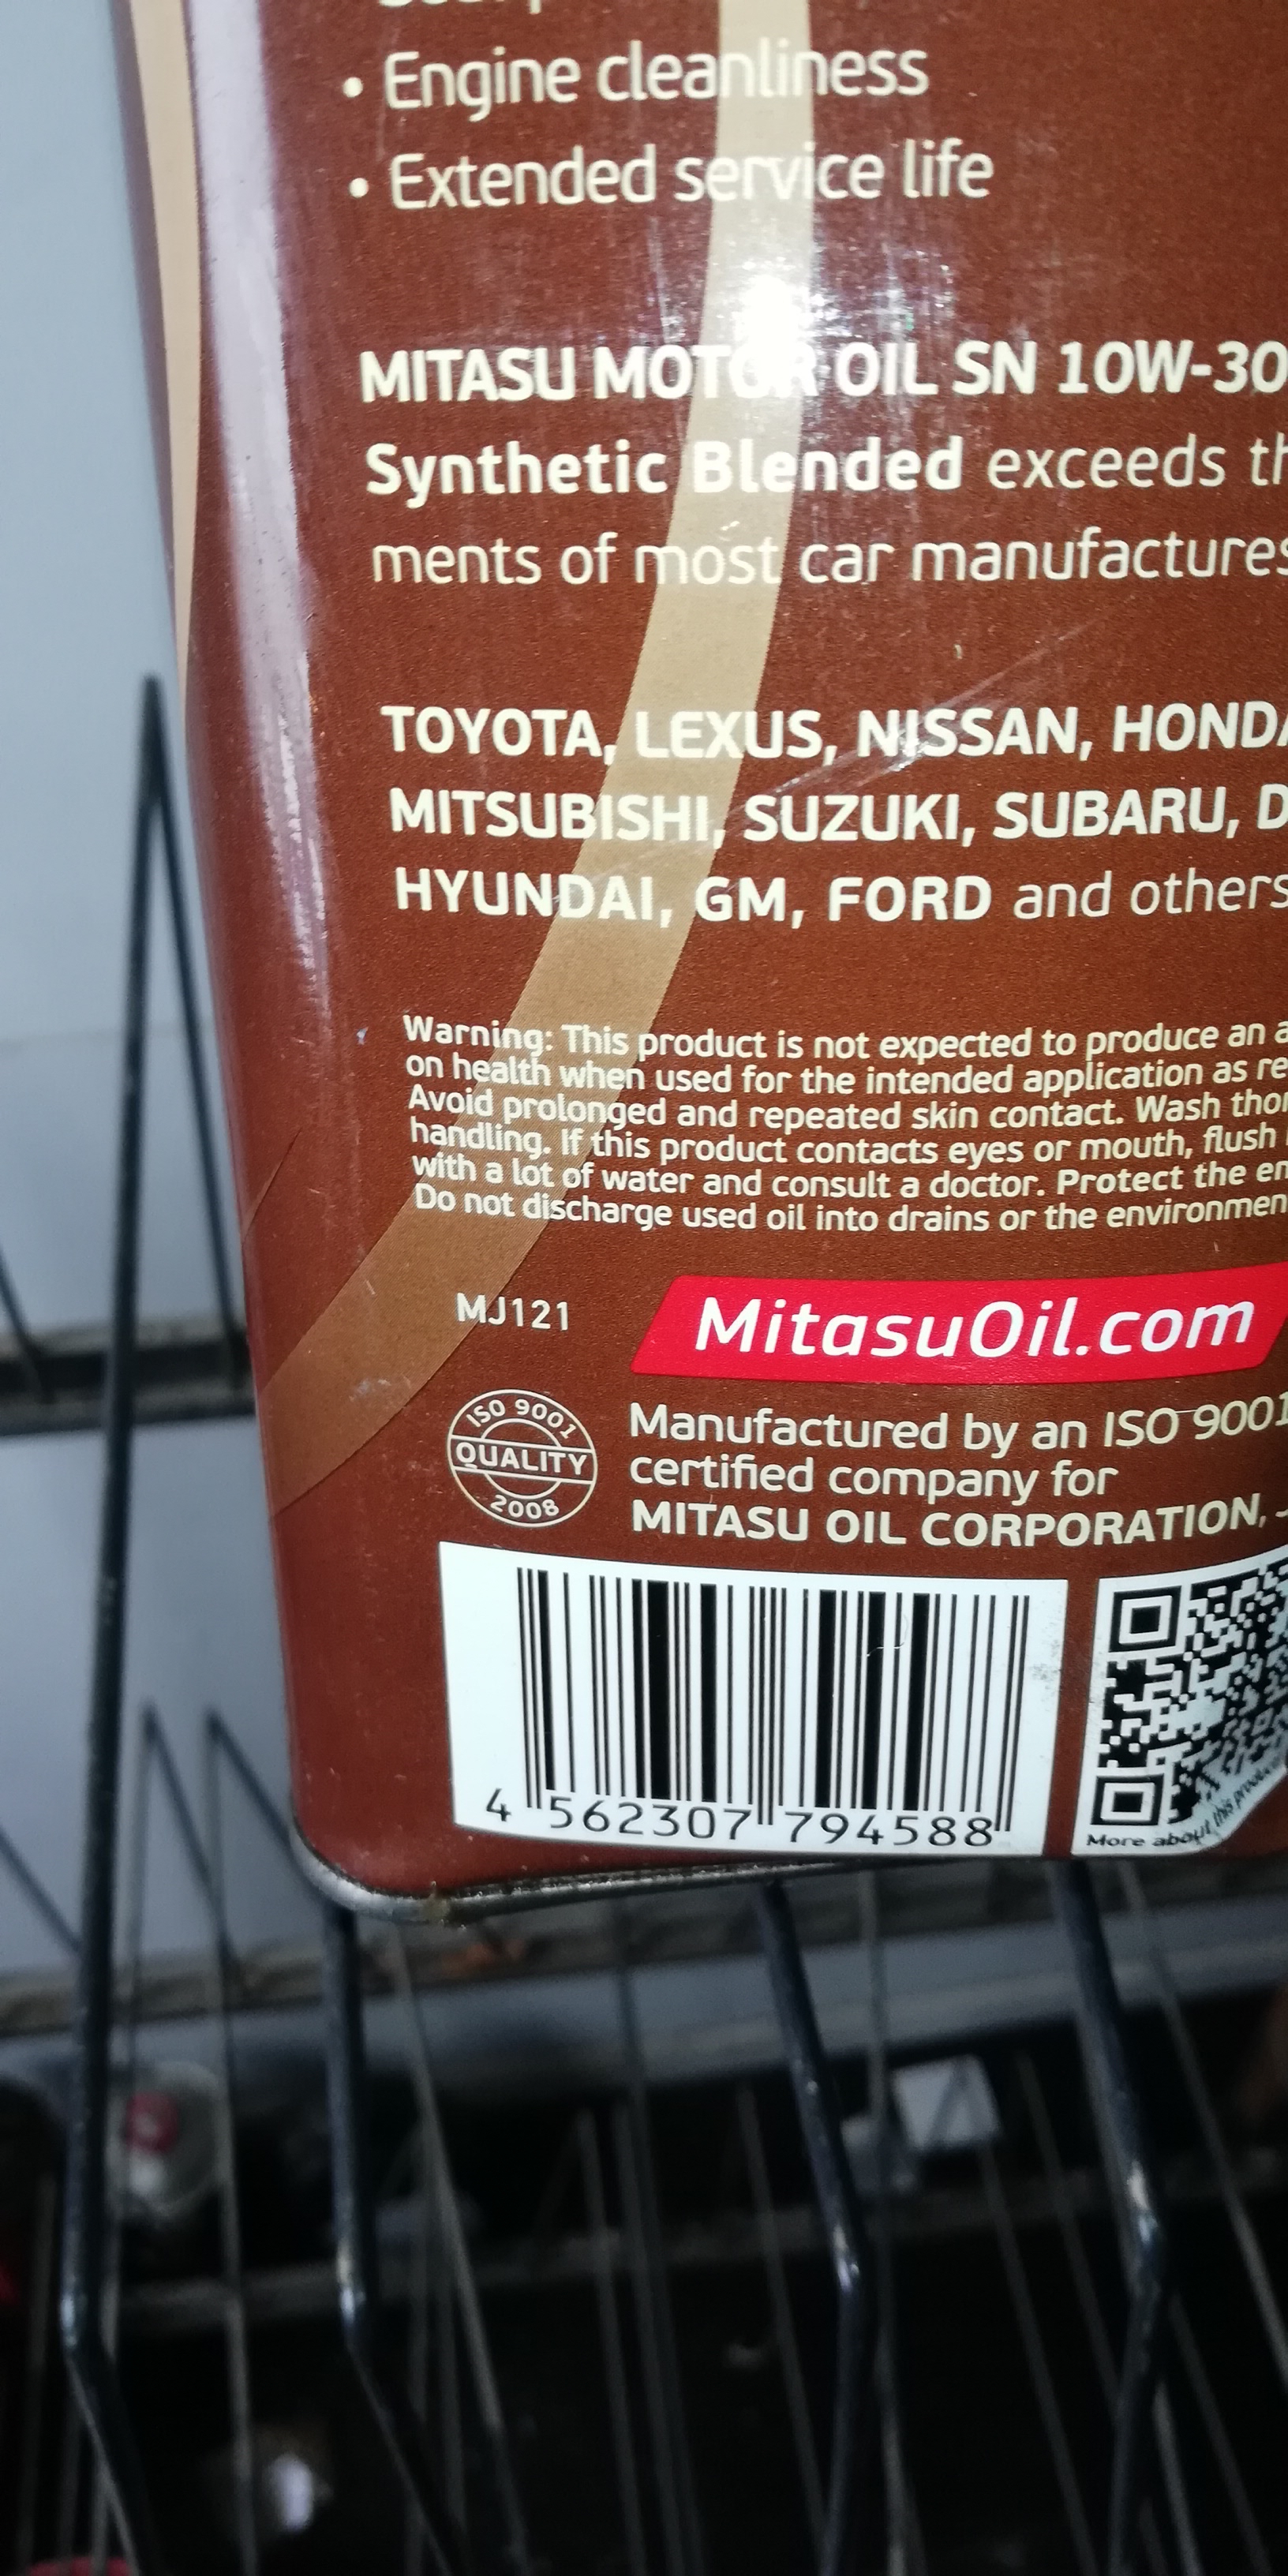 • Engine cleanliness
• Extended service life
MITASU MOTOR OIL SN 10W-30
Synthetic Blended exceeds
ments of most car manufactures
TOYOTA, LEXUS, NISSAN, HONDA
MITSUBISHI, SUZUKI, SUBARU,
HYUNDAI, GM, FORD and others
Warning: This product is not expected to produce an
on health when used for the intended application as
Avoid prolonged and repeated skin contact. Wash
handling. If this product contacts eyes or mouth, flush
with a lot of water and consult a doctor. Protect the
Do not discharge used oil into drains or the
MJ121
MitasuOil.com
ISO 9001
QUALITY
2008
Manufactured by an ISO 9001
certified company for
MITASU OIL CORPORATION,
4 562307 794588
More about this product